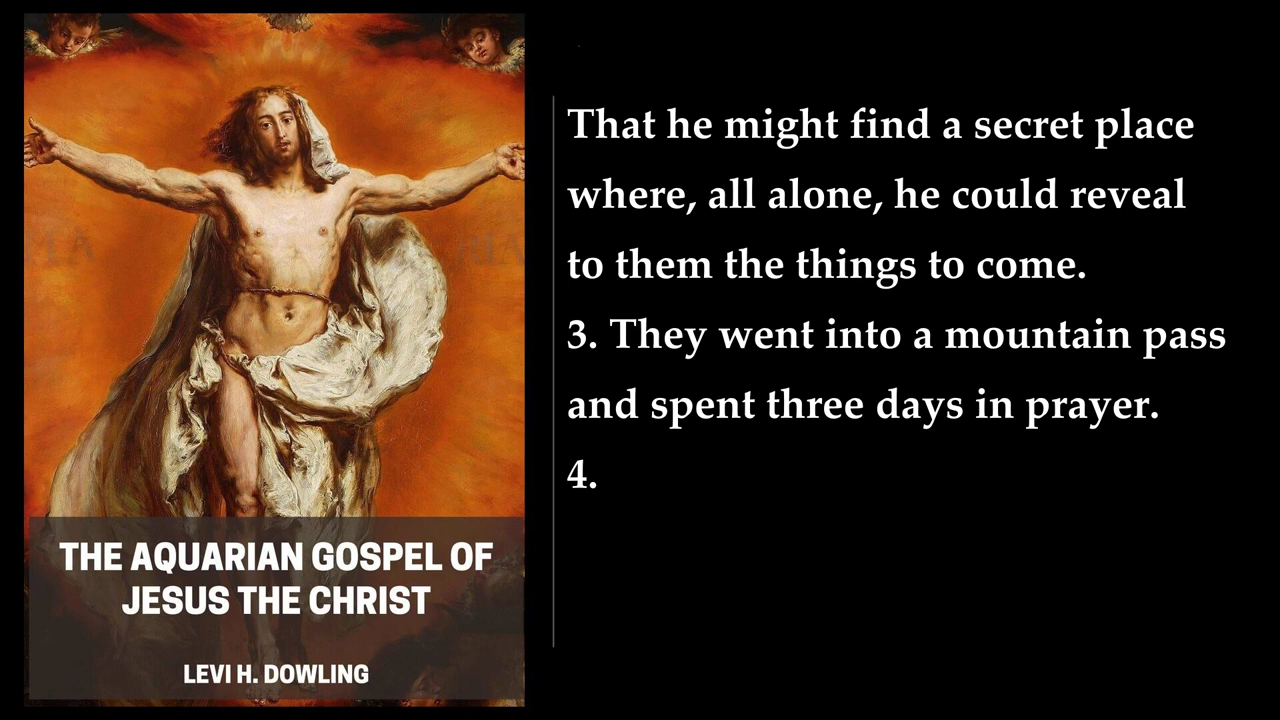 THE AQUARIAN GOSPEL OF
JESUS THE CHRIST
LEVI H. DOWLING
That he might find a secret place
where, all alone, he could reveal
to them the things to come.
3. They went into a mountain pass
and spent three days in prayer.
4.